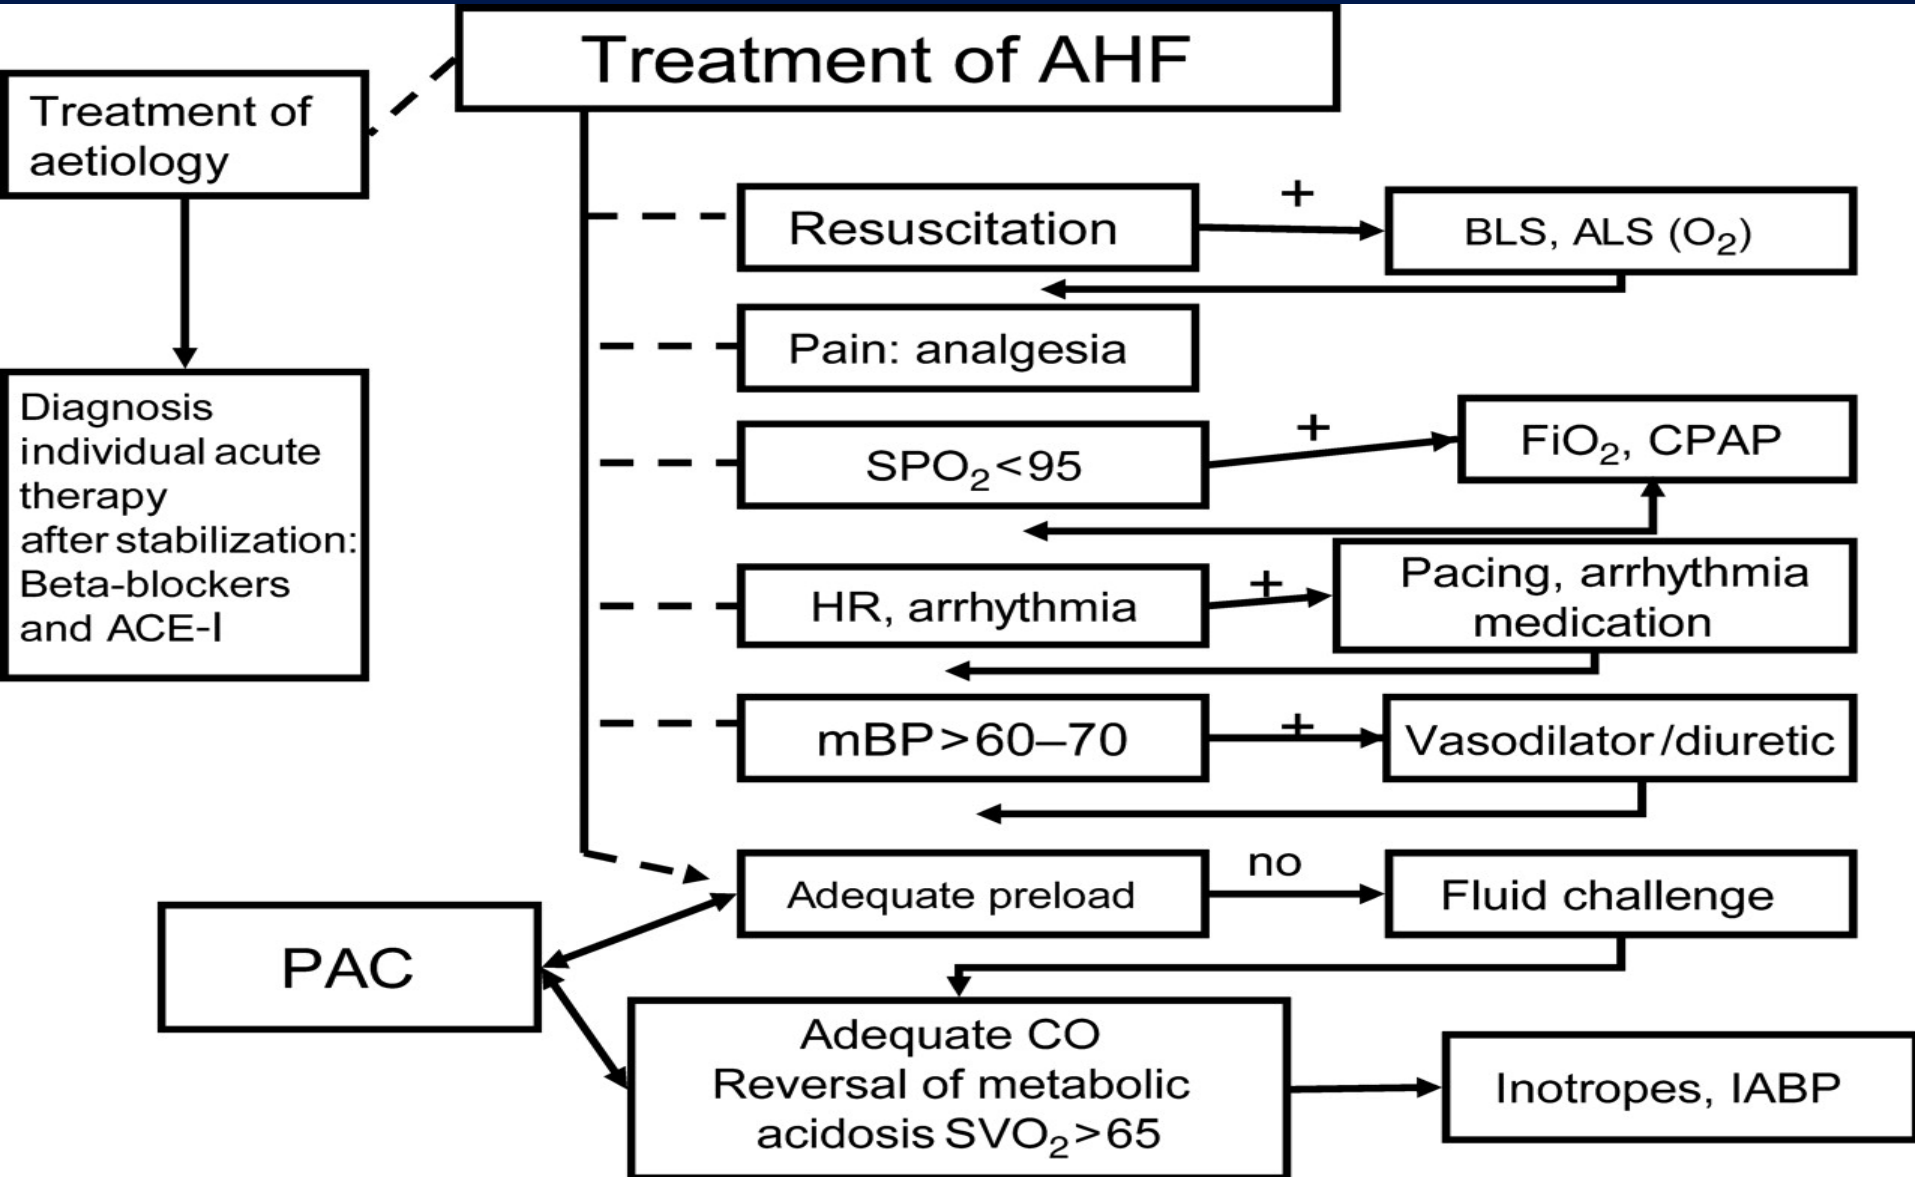 Treatment of AHF
Treatment of
aetiology
Diagnosis
individual acute
therapy
after stabilization:
Beta-blockers
and ACE-I
Resuscitation
+
BLS, ALS (O₂)
Pain: analgesia
SPO₂<95
+
FiO₂, CPAP
HR, arrhythmia
+
Pacing, arrhythmia
medication
mBP>60–70
+
Vasodilator/diuretic
Adequate preload
no
Fluid challenge
PAC
Adequate CO
Reversal of metabolic
acidosis SVO₂>65
Inotropes, IABP